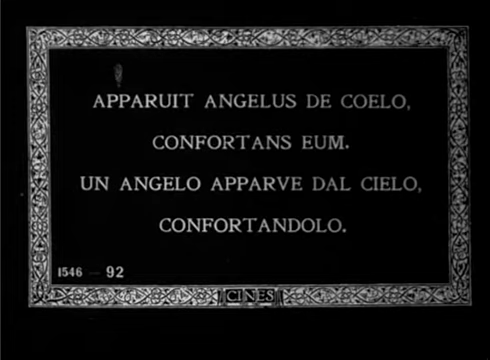 APPARUIT ANGELUS DE COELO,
CONFORTANS EUM.
UN ANGELO APPARVE DAL CIELO,
CONFORTANDOLO.
1546 — 92
CINES